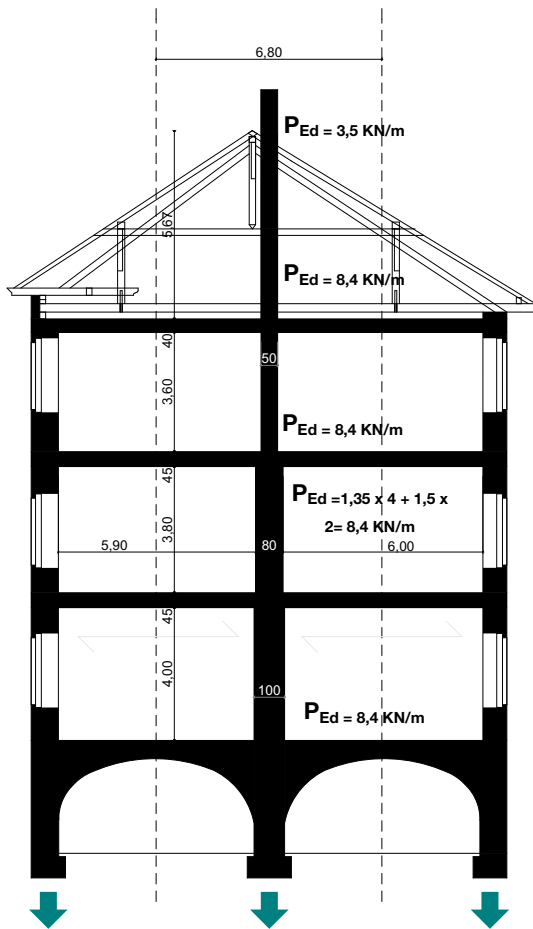 6,80
PEd = 3,5 KN/m
5,67
PEd = 8,4 KN/m
40
50
3,60
PEd = 8,4 KN/m
45
PEd =1,35 x 4 + 1,5 x
2= 8,4 KN/m
3,80
5,90
80
6,00
45
4,00
100
PEd = 8,4 KN/m